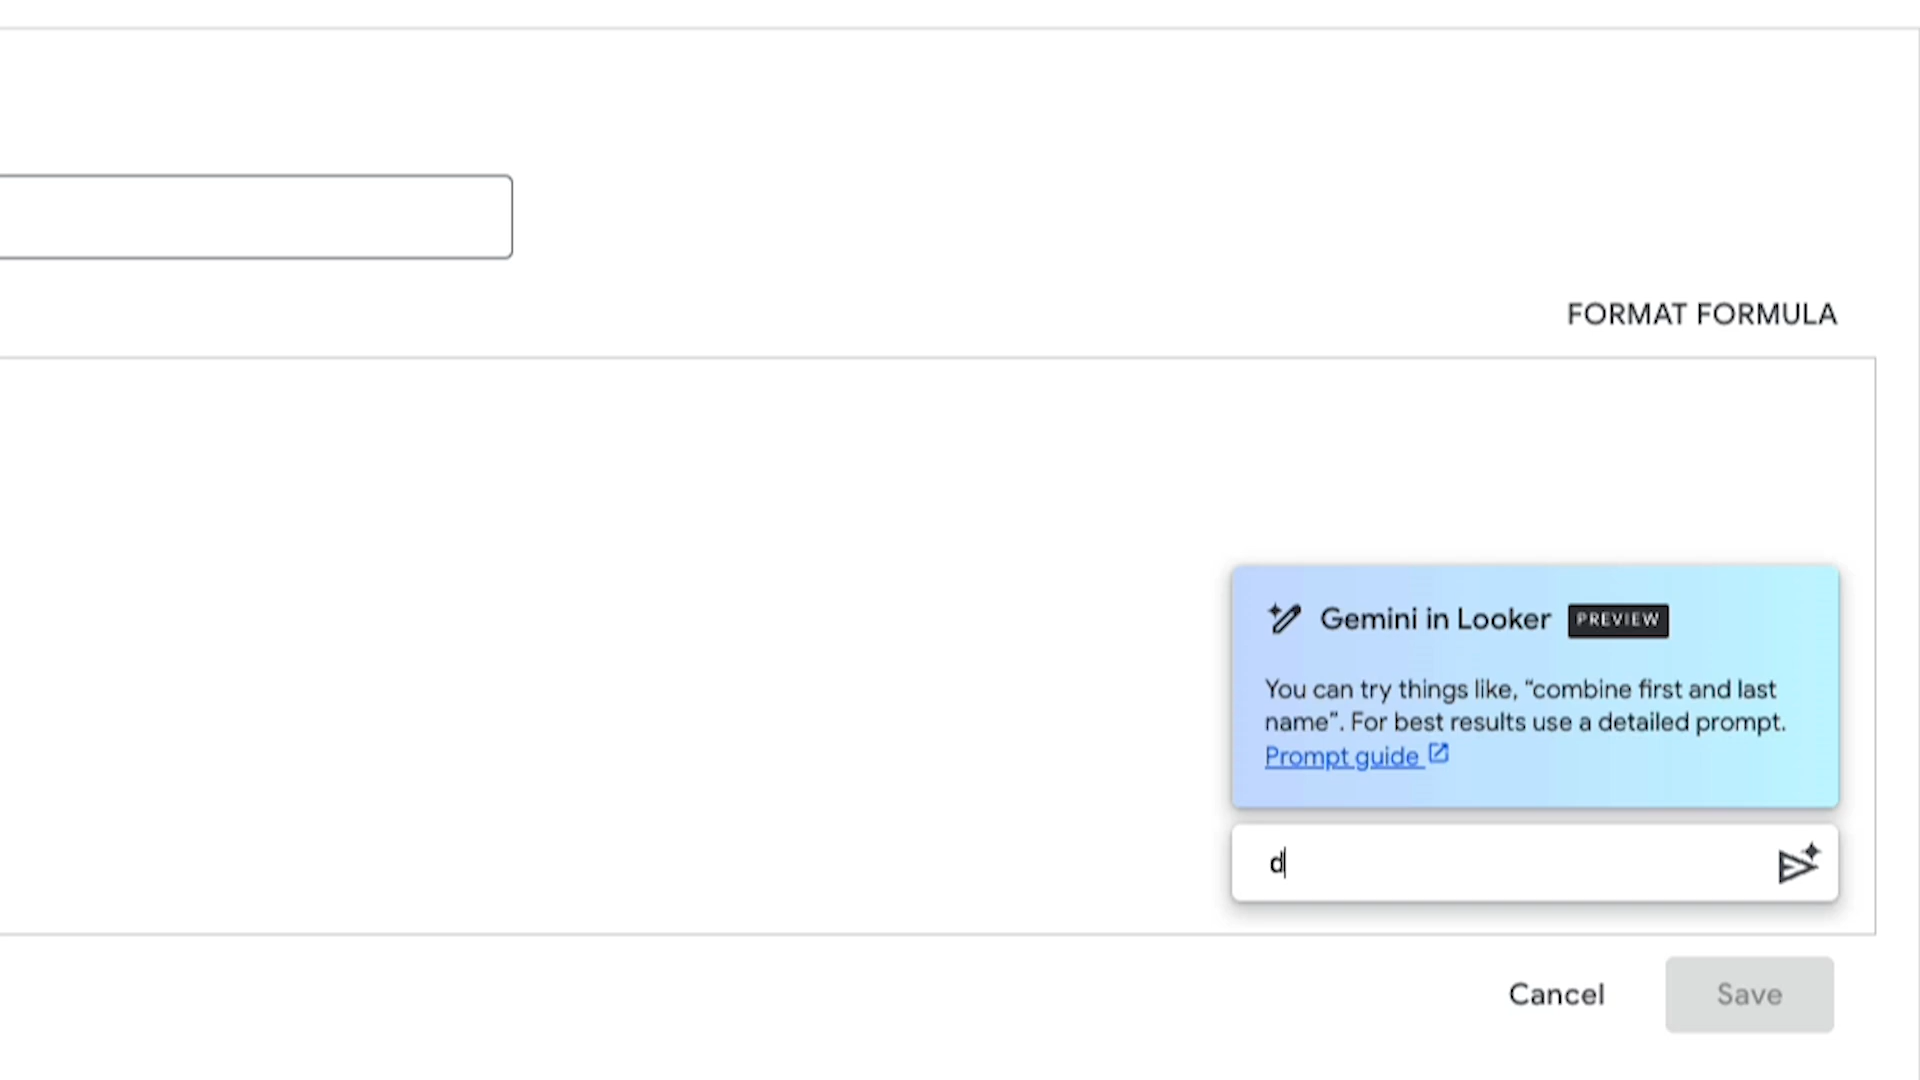 FORMAT FORMULA
Gemini in Looker PREVIEW
You can try things like, “combine first and last
name”. For best results use a detailed prompt.
Prompt guide
d
Cancel Save